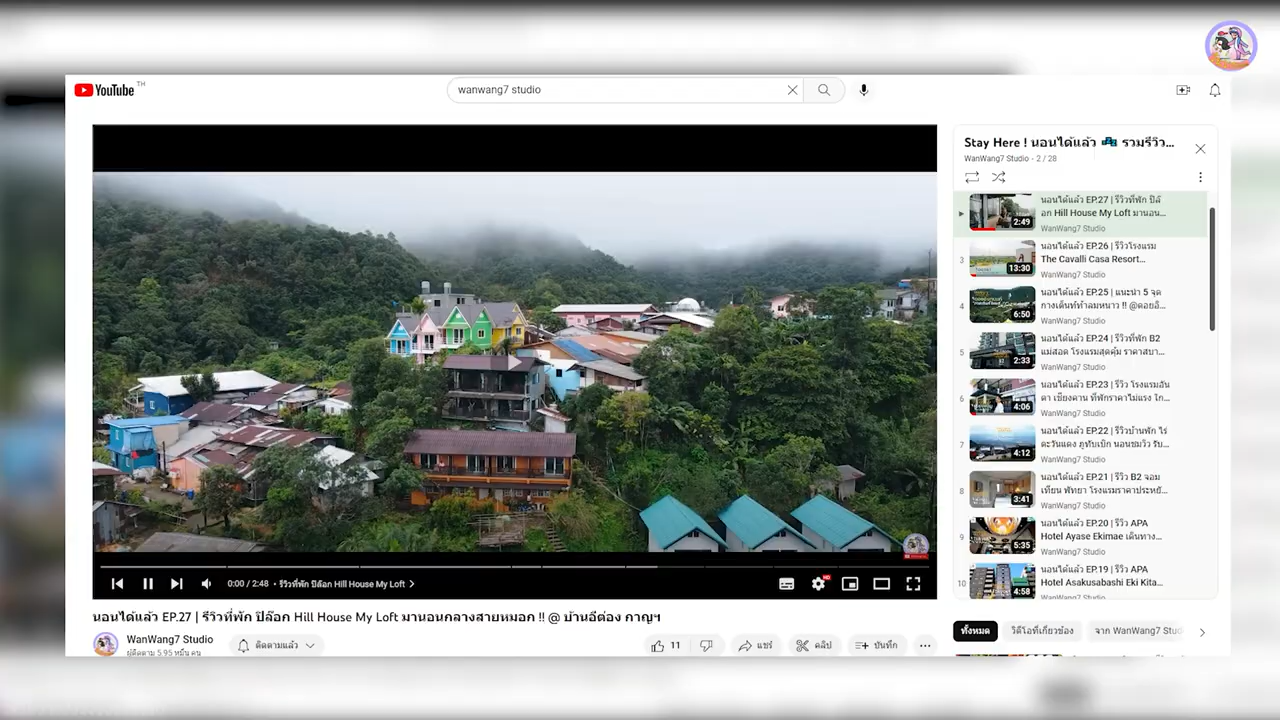 YouTube TH
wanwang7 studio
Stay Here ! นอนได้แล้ว 🛌 รวมรีวิว...
WanWang7 Studio - 2 / 28
นอนได้แล้ว EP.27 | รีวิวที่พัก ปิล๊
อก Hill House My Loft มานอน...
WanWang7 Studio
2:49
3
นอนได้แล้ว EP.26 | รีวิวโรงแรม
The Cavalli Casa Resort...
WanWang7 Studio
13:30
4
นอนได้แล้ว EP.25 | แนะนำ 5 จุด
กางเต็นท์ท้าลมหนาว !! @ดอยอิ...
WanWang7 Studio
6:50
5
นอนได้แล้ว EP.24 | รีวิวที่พัก B2
แม่สอด โรงแรมสุดคุ้ม ราคาสบา...
WanWang7 Studio
2:33
6
นอนได้แล้ว EP.23 | รีวิว โรงแรมอัน
ดา เชียงคาน ที่พักราคาไม่แรง ใก...
WanWang7 Studio
4:06
7
นอนได้แล้ว EP.22 | รีวิวบ้านพัก ไร่
ตะวันแดง ภูทับเบิก นอนชมวิว รับ...
WanWang7 Studio
4:12
8
นอนได้แล้ว EP.21 | รีวิว B2 จอม
เทียน พัทยา โรงแรมราคาประหยั...
WanWang7 Studio
3:41
9
นอนได้แล้ว EP.20 | รีวิว APA
Hotel Ayase Ekimae เดินทาง...
WanWang7 Studio
5:35
10
นอนได้แล้ว EP.19 | รีวิว APA
Hotel Asakusabashi Eki Kita...
WanWang7 Studio
4:58
0:00 / 2:48 • รีวิวที่พัก ปิล๊อก Hill House My Loft
HD
นอนได้แล้ว EP.27 | รีวิวที่พัก ปิล๊อก Hill House My Loft มานอนกลางสายหมอก !! @ บ้านอีต่อง กาญฯ
WanWang7 Studio
ผู้ติดตาม 5.95 หมื่น คน
ติดตามแล้ว
11
แชร์
คลิป
บันทึก
ทั้งหมด
วิดีโอที่เกี่ยวข้อง
จาก WanWang7 Stu